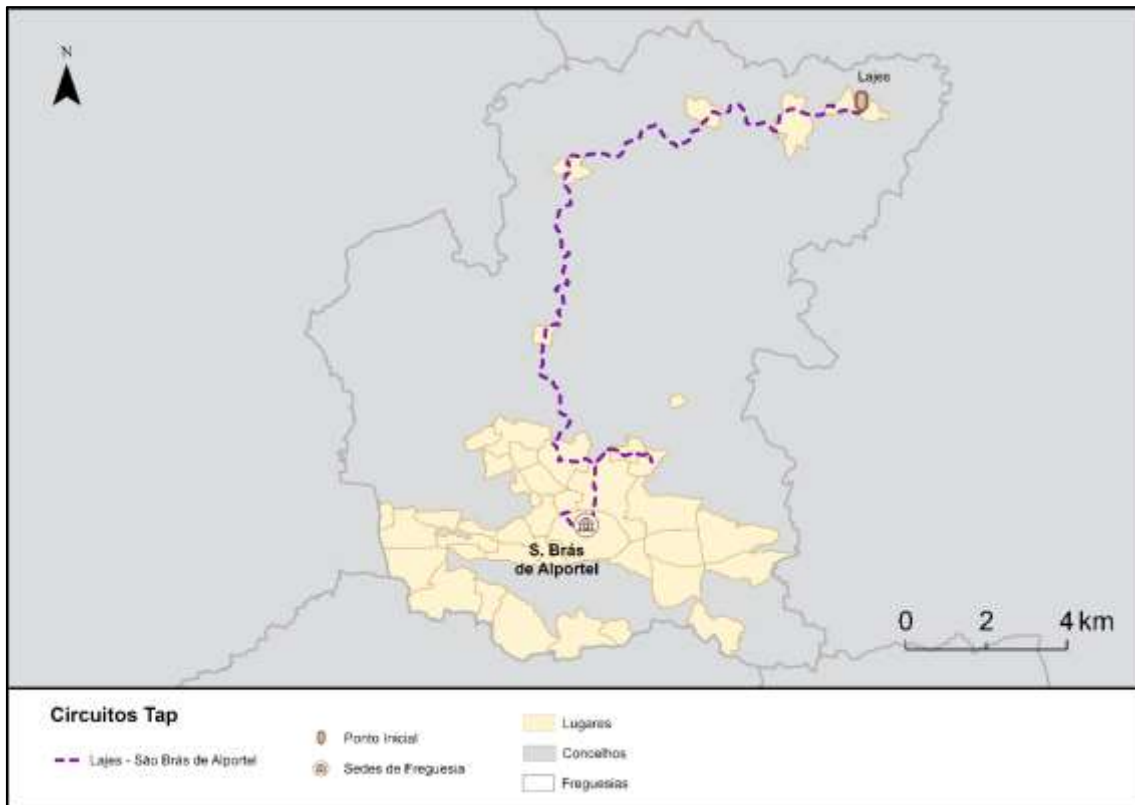 N
Lajes
S. Brás
de Alportel
0 2 4 km
Circuitos Tap
Lajes - São Brás de Alportel
Ponto Inicial
Sedes de Freguesia
Lugares
Concelhos
Freguesias